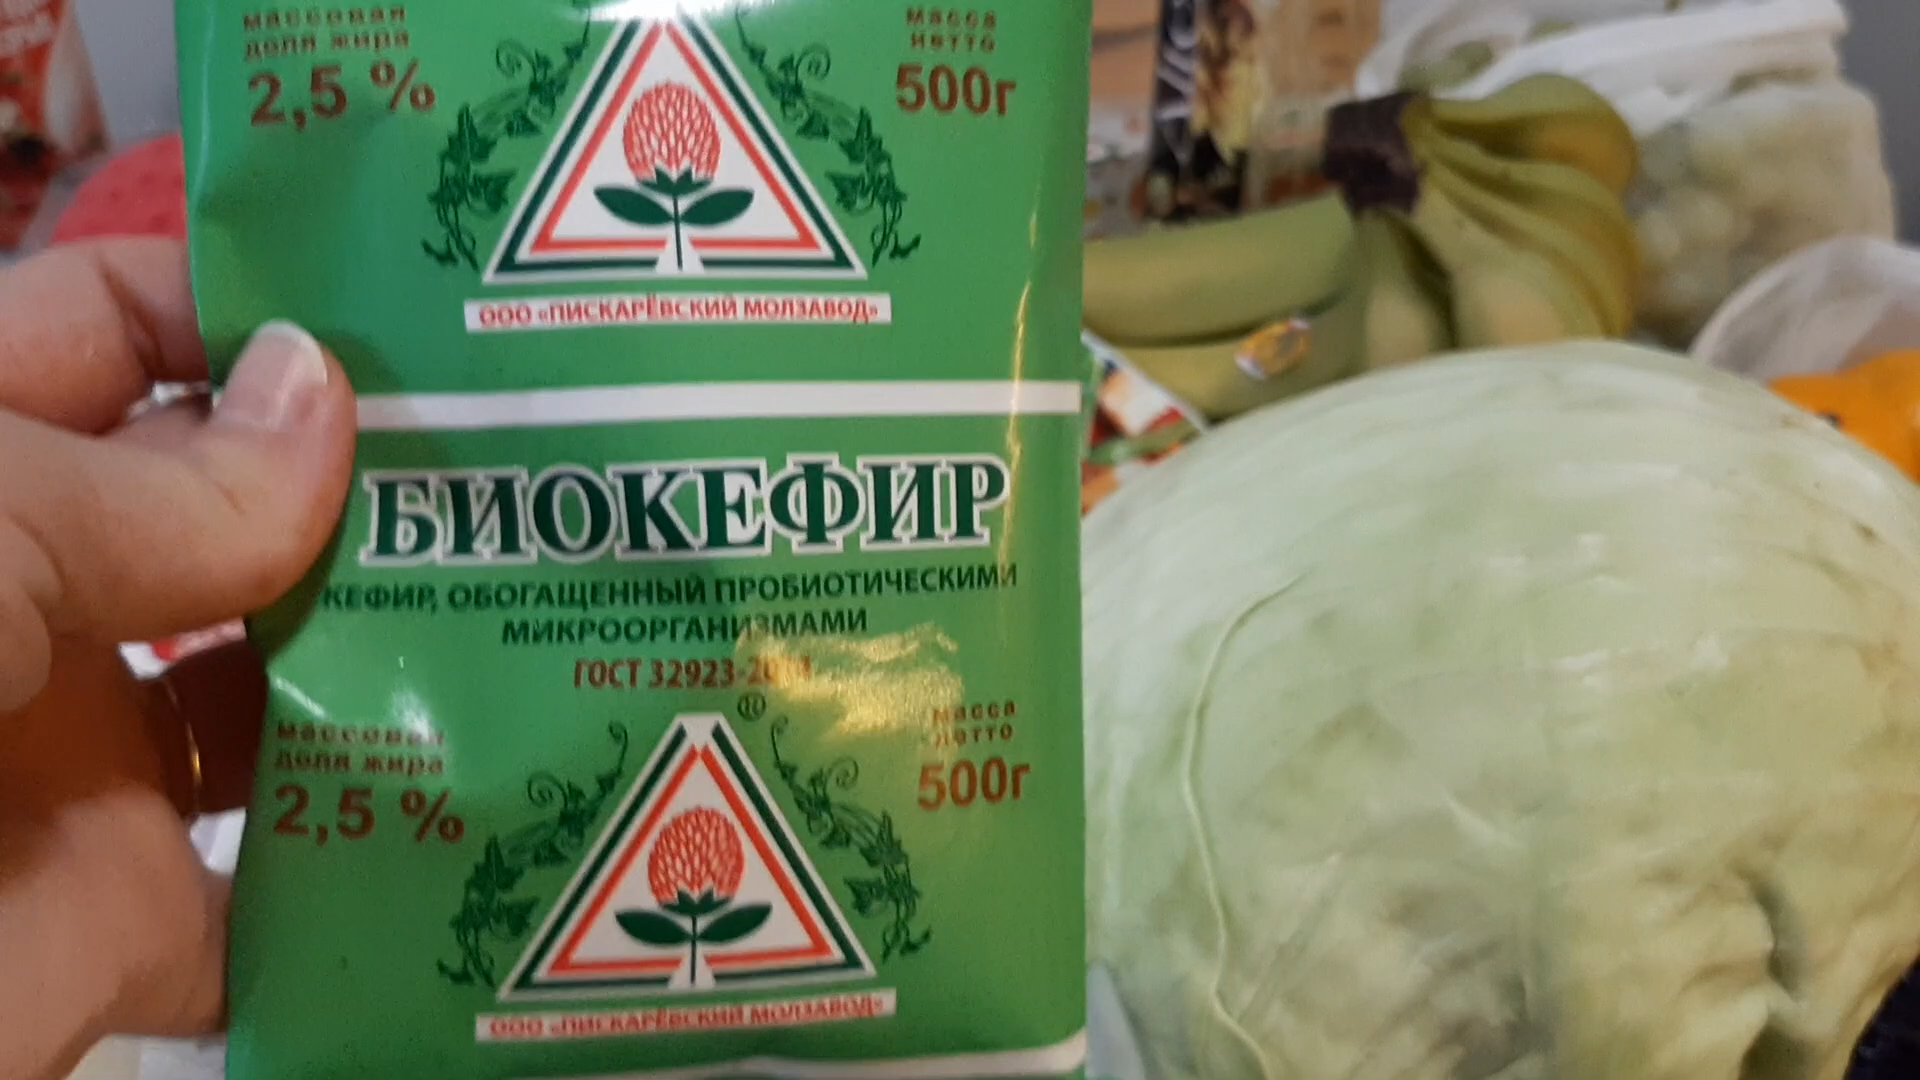 массовая
доля жира
2,5 %
масса
нетто
500г
ООО «ПИСКАРЁВСКИЙ МОЛЗАВОД»
БИОКЕФИР
КЕФИР, ОБОГАЩЕННЫЙ ПРОБИОТИЧЕСКИМИ
МИКРООРГАНИЗМАМИ
ГОСТ 32923-2014
®
массовая
доля жира
2,5 %
масса
нетто
500г
ООО «ПИСКАРЁВСКИЙ МОЛЗАВОД»